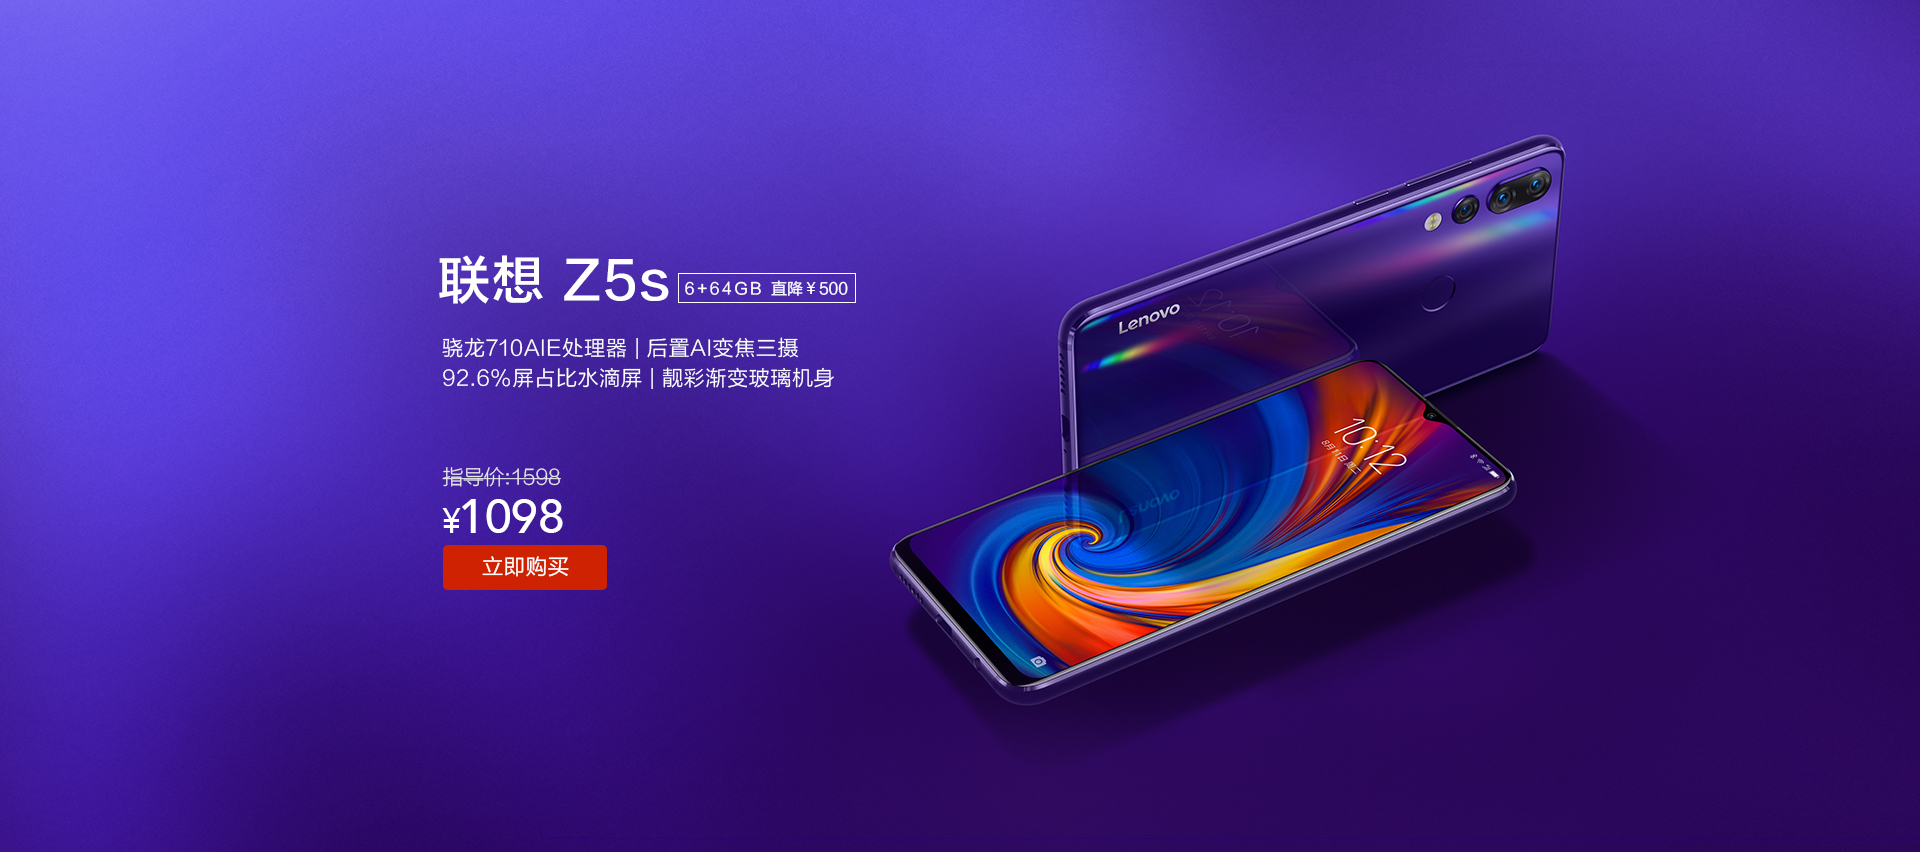 联想 Z5s 6+64GB 直降¥500
骁龙710AIE处理器 | 后置AI变焦三摄
92.6%屏占比水滴屏 | 靓彩渐变玻璃机身
指导价:1598
¥1098
立即购买
Lenovo
10:12